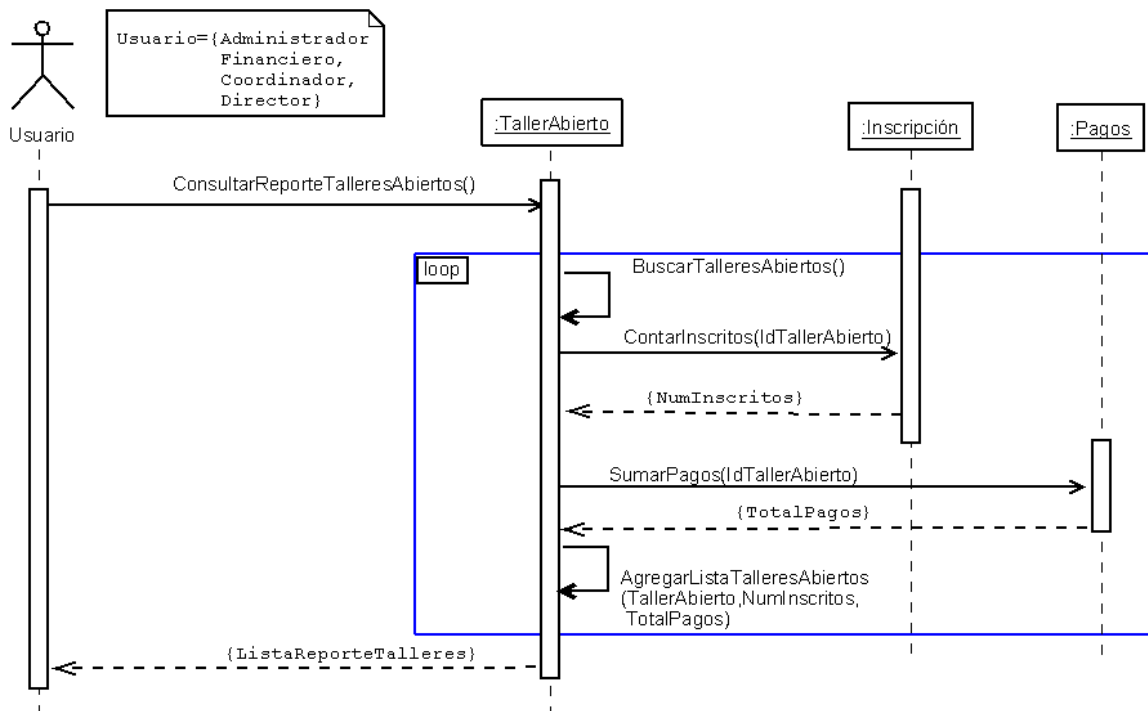 Usuario={Administrador
Financiero,
Coordinador,
Director}
Usuario
:TallerAbierto
:Inscripción
:Pagos
ConsultarReporteTalleresAbiertos()
loop
BuscarTalleresAbiertos()
ContarInscritos(IdTallerAbierto)
{NumInscritos}
SumarPagos(IdTallerAbierto)
{TotalPagos}
AgregarListaTalleresAbiertos
(TallerAbierto,NumInscritos,
TotalPagos)
{ListaReporteTalleres}